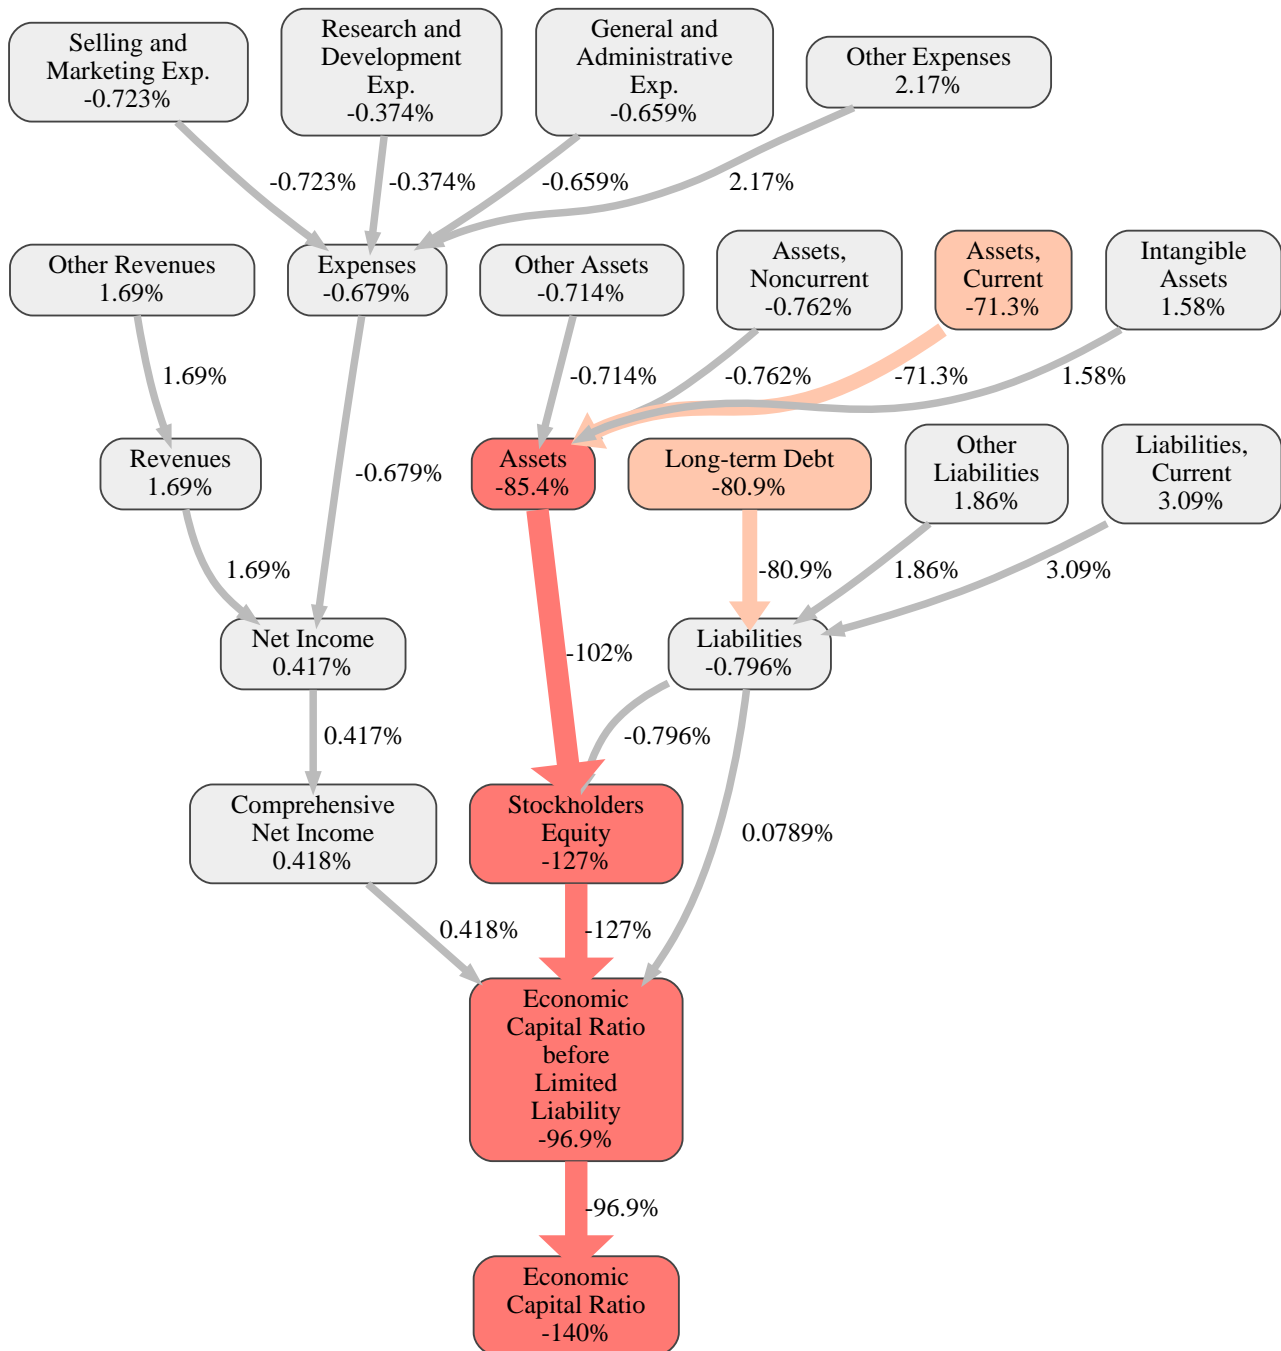 Selling and
Marketing Exp.
-0.723%
Research and
Development
Exp.
-0.374%
General and
Administrative
Exp.
-0.659%
Other Expenses
2.17%
-0.723%
-0.374%
-0.659%
2.17%
Other Revenues
1.69%
Expenses
-0.679%
Other Assets
-0.714%
Assets,
Noncurrent
-0.762%
Assets,
Current
-71.3%
Intangible
Assets
1.58%
1.69%
-0.714%
-0.762%
-71.3%
1.58%
Revenues
1.69%
-0.679%
Assets
-85.4%
Long-term Debt
-80.9%
Other
Liabilities
1.86%
Liabilities,
Current
3.09%
1.69%
-80.9%
1.86%
3.09%
Net Income
0.417%
-102%
Liabilities
-0.796%
0.417%
-0.796%
Comprehensive
Net Income
0.418%
Stockholders
Equity
-127%
0.0789%
0.418%
-127%
Economic
Capital Ratio
before
Limited
Liability
-96.9%
-96.9%
Economic
Capital Ratio
-140%